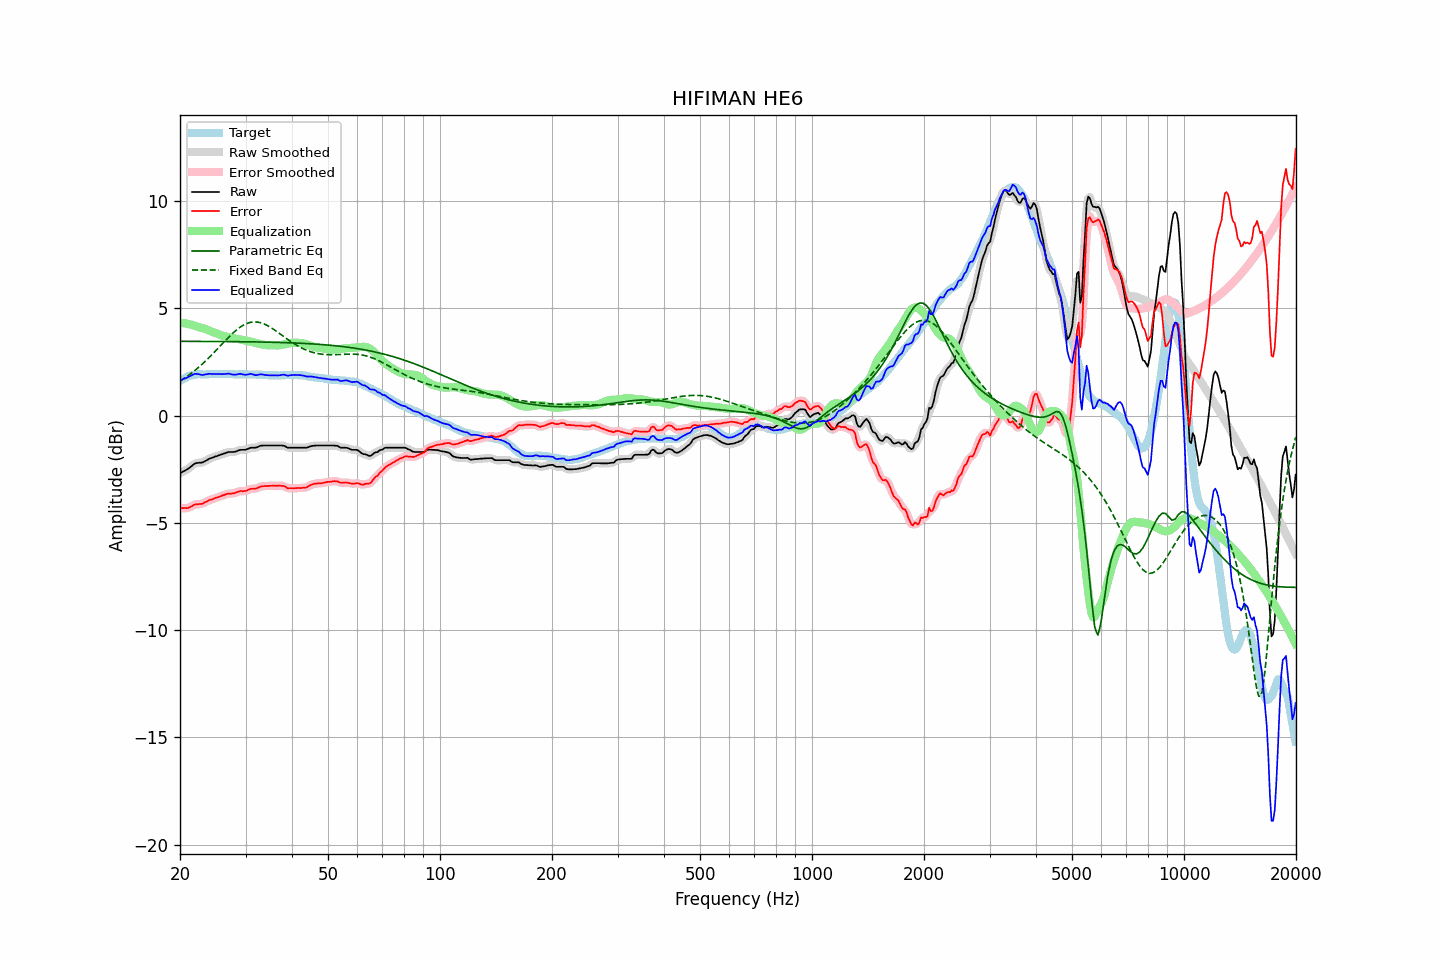 HIFIMAN HE6
Target
Raw Smoothed
Error Smoothed
Raw
Error
Equalization
Parametric Eq
Fixed Band Eq
Equalized
10
5
0
−5
−10
−15
−20
Amplitude (dBr)
20 50 100 200 500 1000 2000 5000 10000 20000
Frequency (Hz)